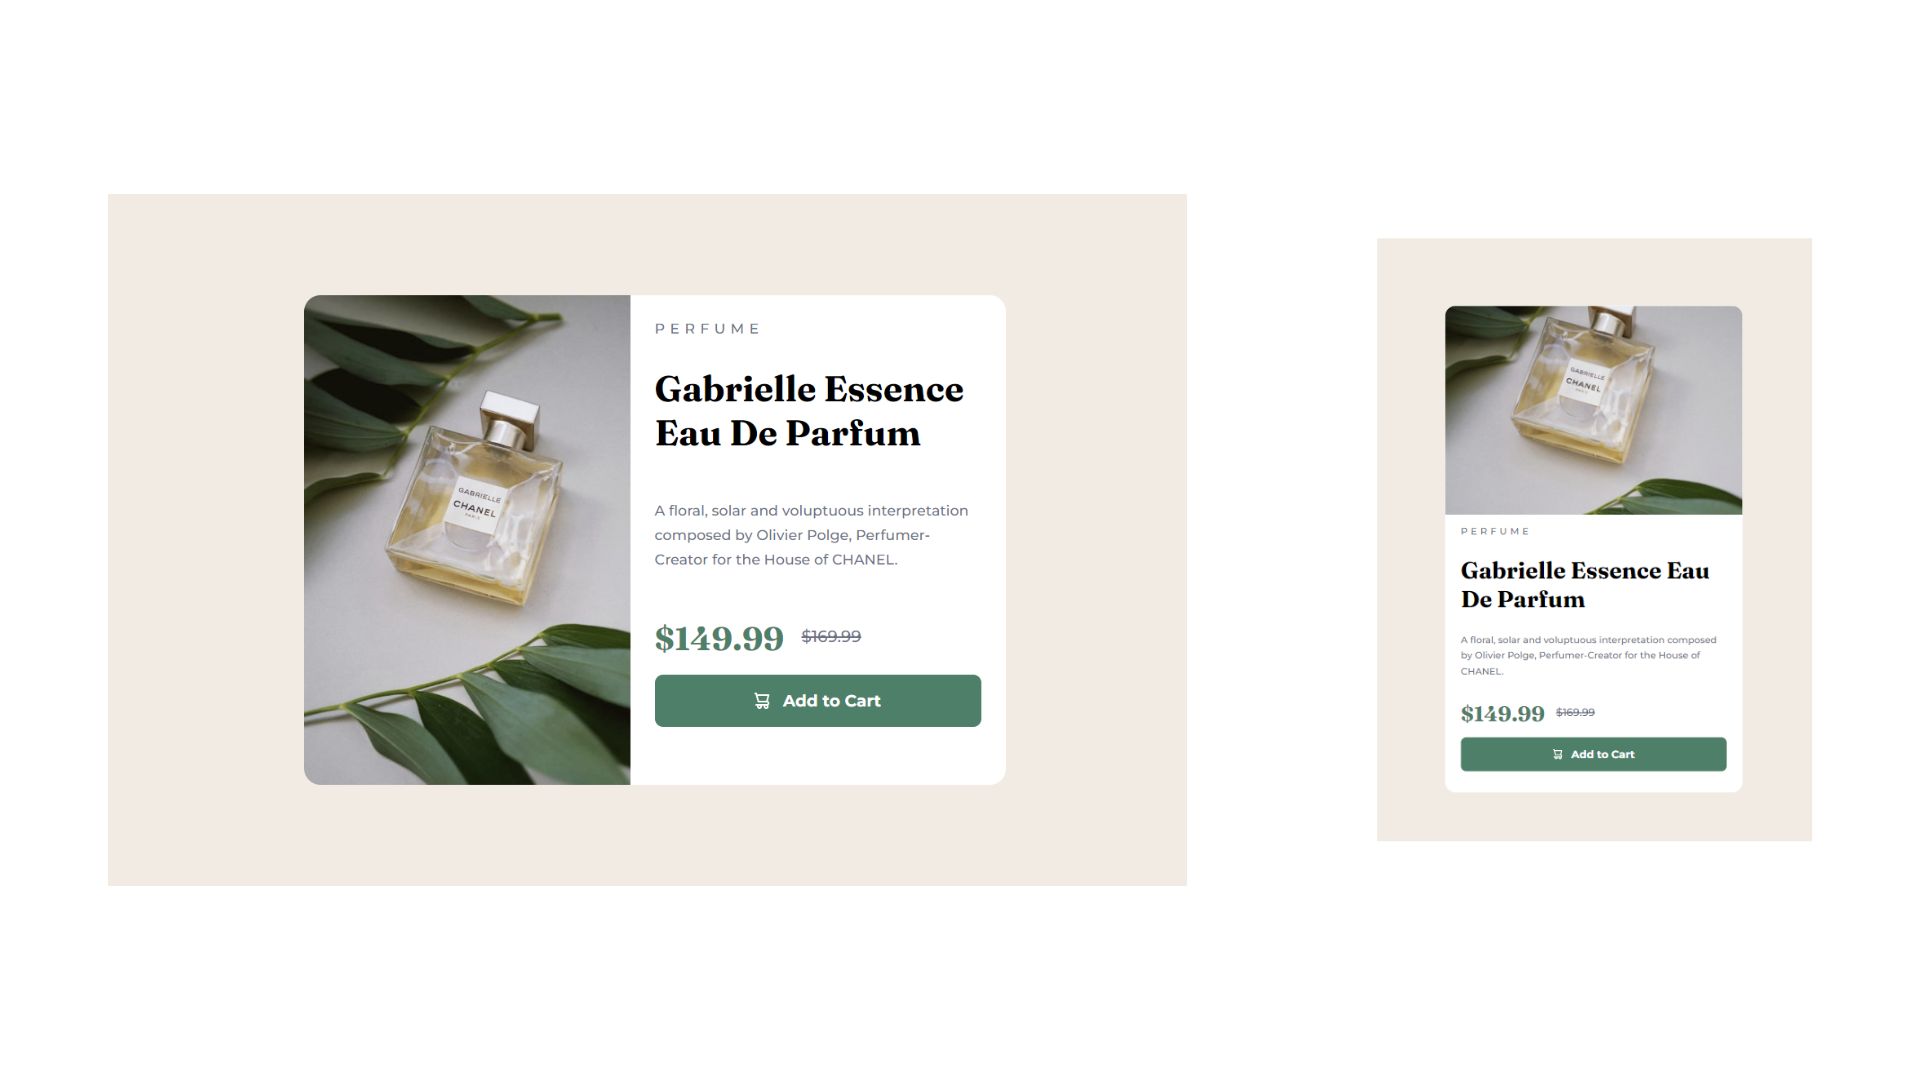 GABRIELLE
CHANEL
PARIS
PERFUME
Gabrielle Essence
Eau De Parfum
A floral, solar and voluptuous interpretation
composed by Olivier Polge, Perfumer-
Creator for the House of CHANEL.
$149.99 $169.99
Add to Cart
GABRIELLE
CHANEL
PARIS
PERFUME
Gabrielle Essence Eau
De Parfum
A floral, solar and voluptuous interpretation composed
by Olivier Polge, Perfumer-Creator for the House of
CHANEL.
$149.99 $169.99
Add to Cart